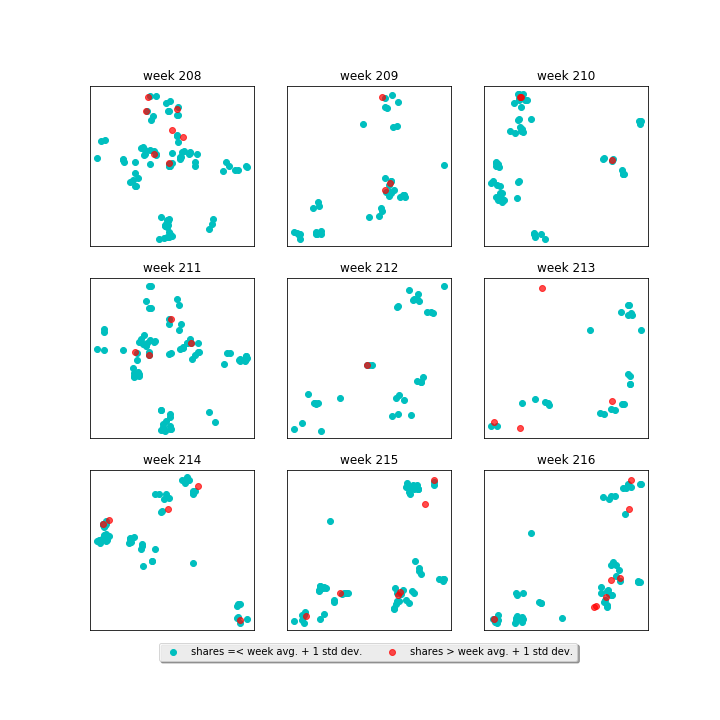 week 208
week 209
week 210
week 211
week 212
week 213
week 214
week 215
week 216
shares =< week avg. + 1 std dev.
shares > week avg. + 1 std dev.